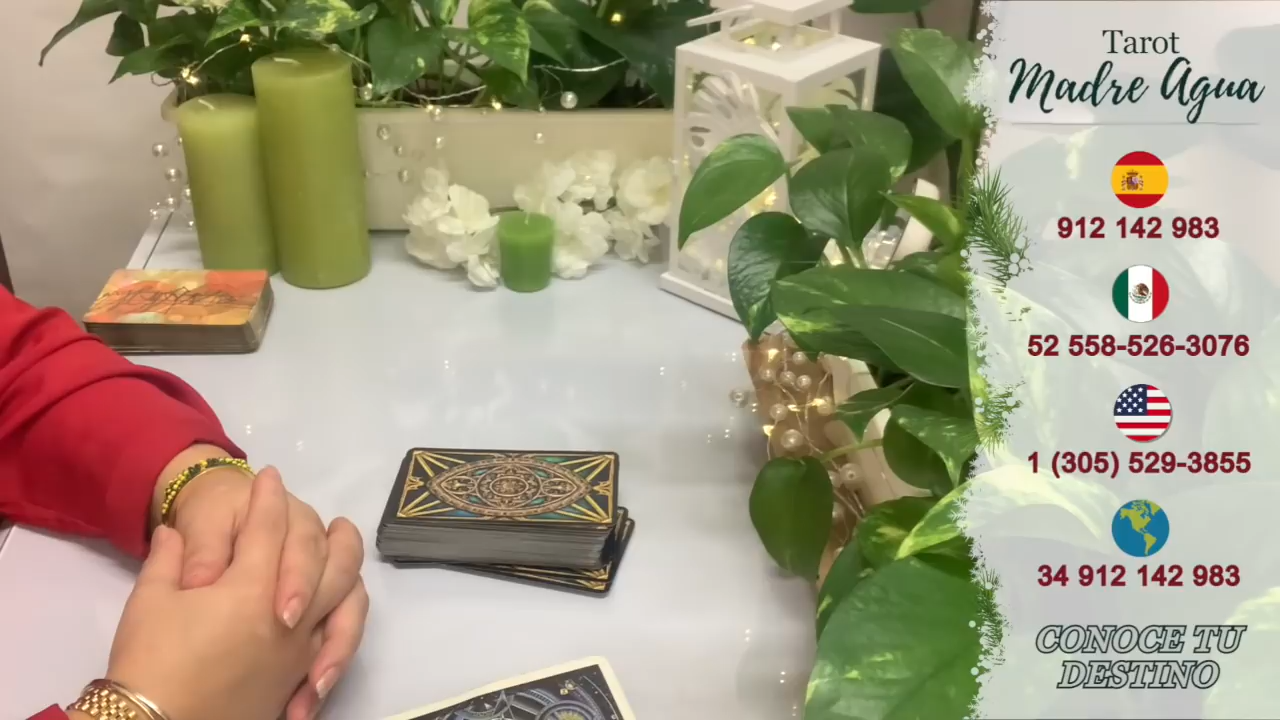 Tarot
Madre Agua
912 142 983
52 558-526-3076
1 (305) 529-3855
34 912 142 983
CONOCE TU
DESTINO